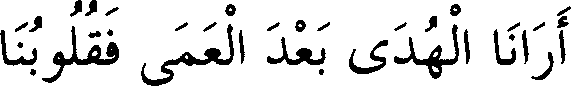 أَرَانَا الْهُدَى بَعْدَ الْعَمَى فَقُلُوبُنَا